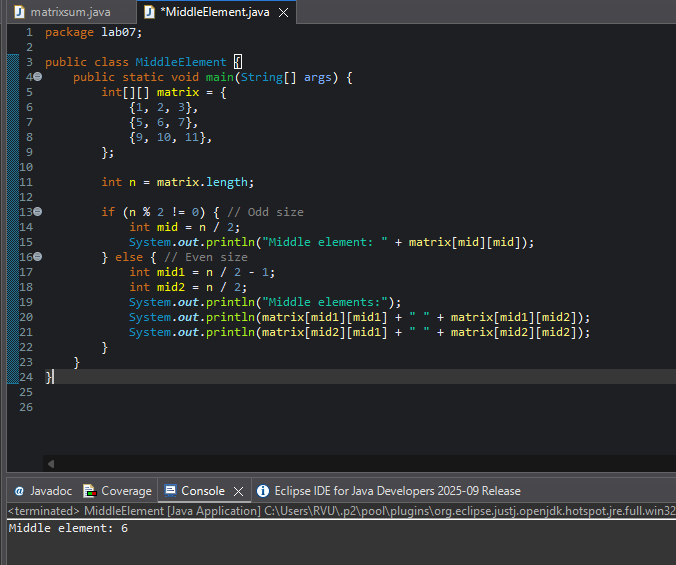 matrixsum.java *MiddleElement.java
1 package lab07;
2
3 public class MiddleElement {
4 public static void main(String[] args) {
5 int[][] matrix = {
6 {1, 2, 3},
7 {5, 6, 7},
8 {9, 10, 11},
9 };
10
11 int n = matrix.length;
12
13 if (n % 2 != 0) { // Odd size
14 int mid = n / 2;
15 System.out.println("Middle element: " + matrix[mid][mid]);
16 } else { // Even size
17 int mid1 = n / 2 - 1;
18 int mid2 = n / 2;
19 System.out.println("Middle elements:");
20 System.out.println(matrix[mid1][mid1] + " " + matrix[mid1][mid2]);
21 System.out.println(matrix[mid2][mid1] + " " + matrix[mid2][mid2]);
22 }
23 }
24 }
25
26
@ Javadoc Coverage Console Eclipse IDE for Java Developers 2025-09 Release
<terminated> MiddleElement [Java Application] C:\Users\RVU\.p2\pool\plugins\org.eclipse.justj.openjdk.hotspot.jre.full.win32
Middle element: 6